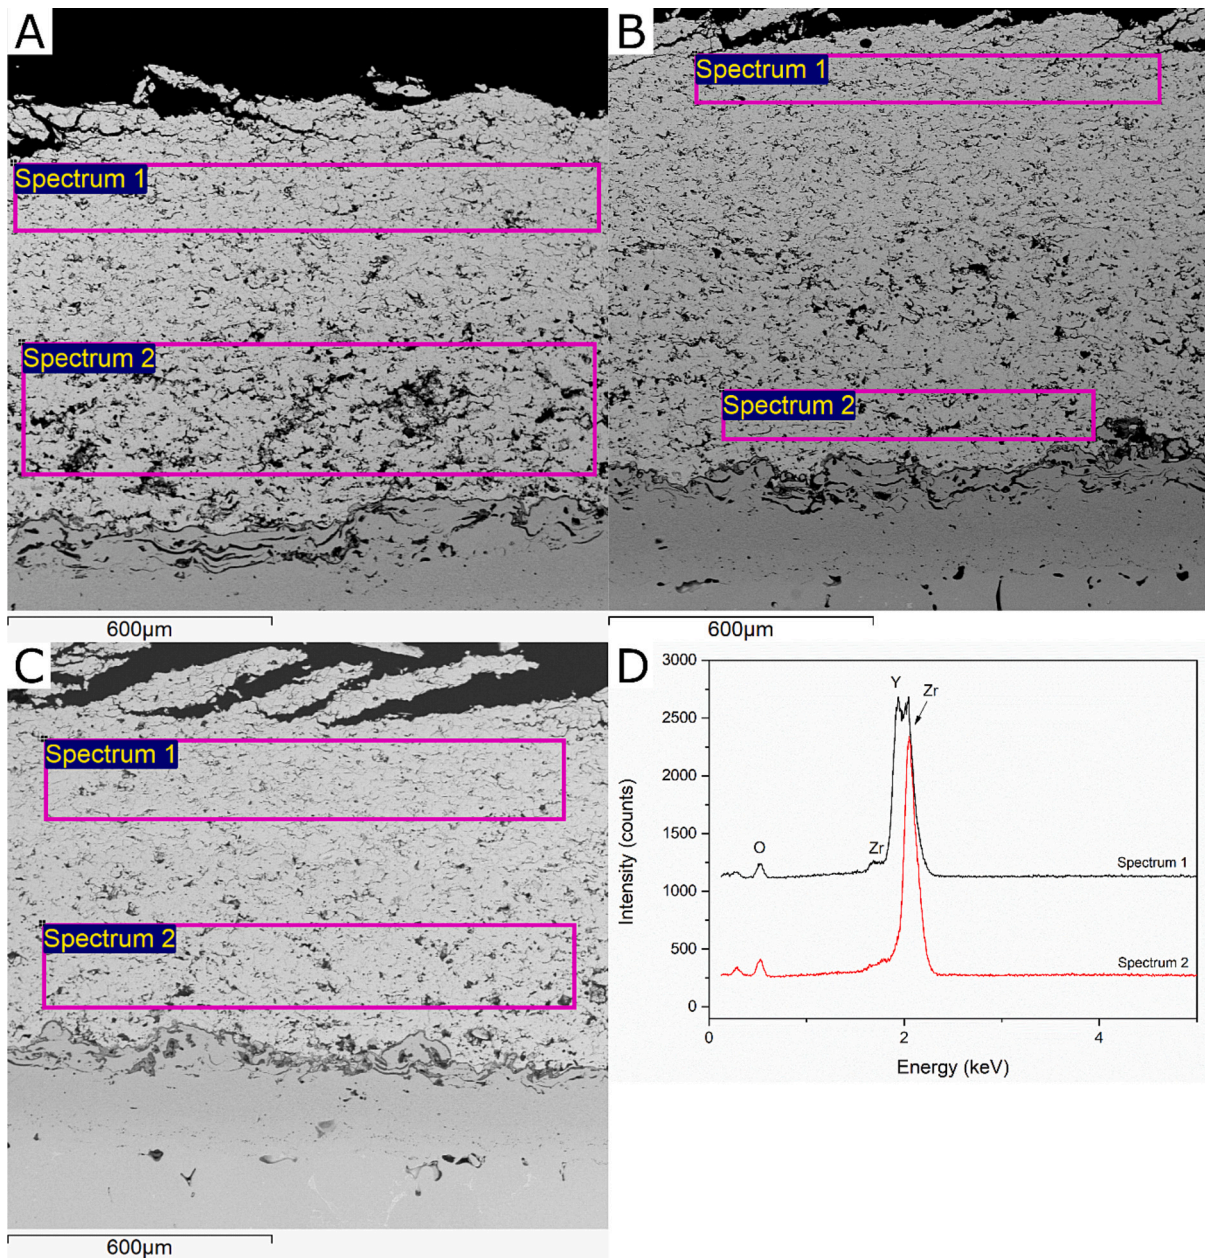 A
Spectrum 1
Spectrum 2
600µm
B
Spectrum 1
Spectrum 2
600µm
C
Spectrum 1
Spectrum 2
600µm
D
3000
2500
2000
1500
1000
500
0
Intensity (counts)
Y
Zr
O
Zr
Spectrum 1
Spectrum 2
0
2
4
Energy (keV)